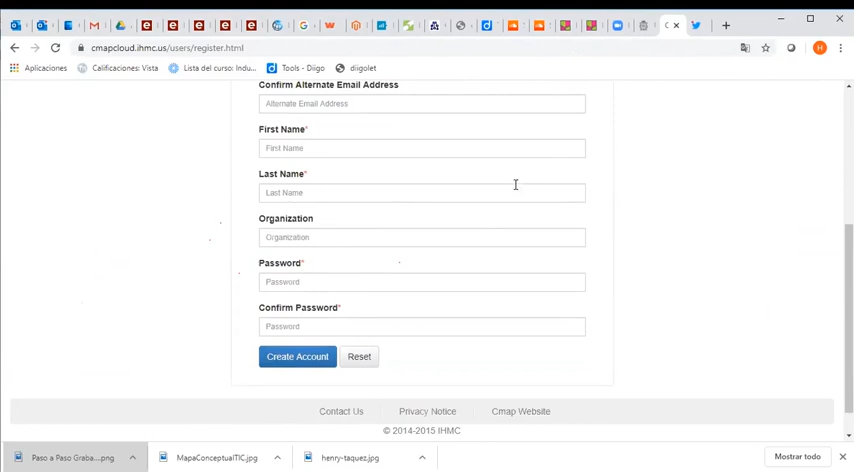 cmapcloud.ihmc.us/users/register.html
H
Aplicaciones
Calificaciones: Vista
Lista del curso: Indu...
Tools - Diigo
diigolet
Confirm Alternate Email Address
Alternate Email Address
First Name*
First Name
Last Name*
Last Name
Organization
Organization
Password*
Password
Confirm Password*
Password
Create Account
Reset
Contact Us
Privacy Notice
Cmap Website
© 2014-2015 IHMC
Paso a Paso Graba....png
MapaConceptualTIC.jpg
henry-taquez.jpg
Mostrar todo